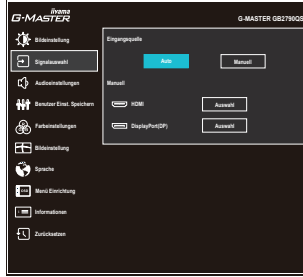 iiyama
G-MASTER
G-MASTER GB2790QS
Bildeinstellung
Signalauswahl
Audioeinstellungen
Benutzer Einst. Speichern
Farbeinstellungen
Bildeinstellung
Sprache
OSD
Menü Einrichtung
Informationen
Zurücksetzen
Eingangsquelle
Auto
Manuell
Manuell
HDMI
Auswahl
DisplayPort(DP)
Auswahl